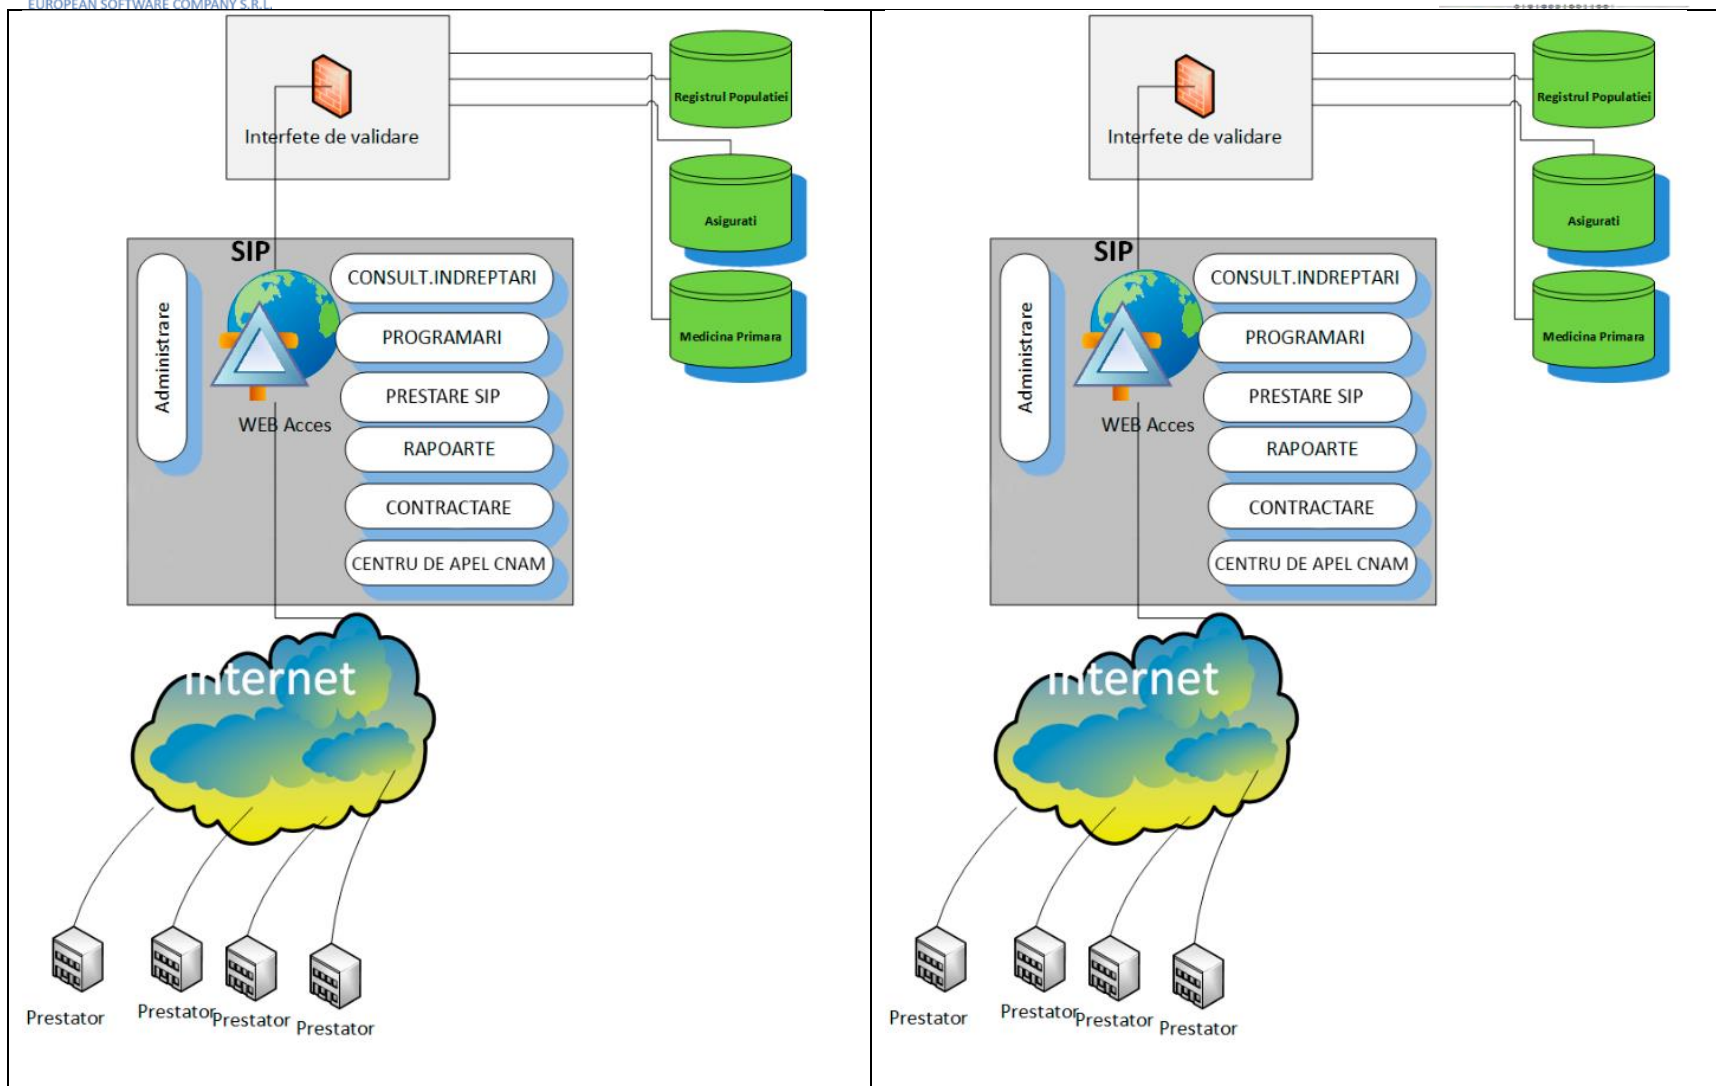 EUROPEAN SOFTWARE COMPANY S.R.L.
Interfete de validare
Registrul Populatiei
Asigurati
Medicina Primara
SIP
Administrare
WEB Acces
CONSULT.INDREPTARI
PROGRAMARI
PRESTARE SIP
RAPOARTE
CONTRACTARE
CENTRU DE APEL CNAM
Internet
Prestator
Prestator
Prestator
Prestator
Interfete de validare
Registrul Populatiei
Asigurati
Medicina Primara
SIP
Administrare
WEB Acces
CONSULT.INDREPTARI
PROGRAMARI
PRESTARE SIP
RAPOARTE
CONTRACTARE
CENTRU DE APEL CNAM
Internet
Prestator
Prestator
Prestator
Prestator